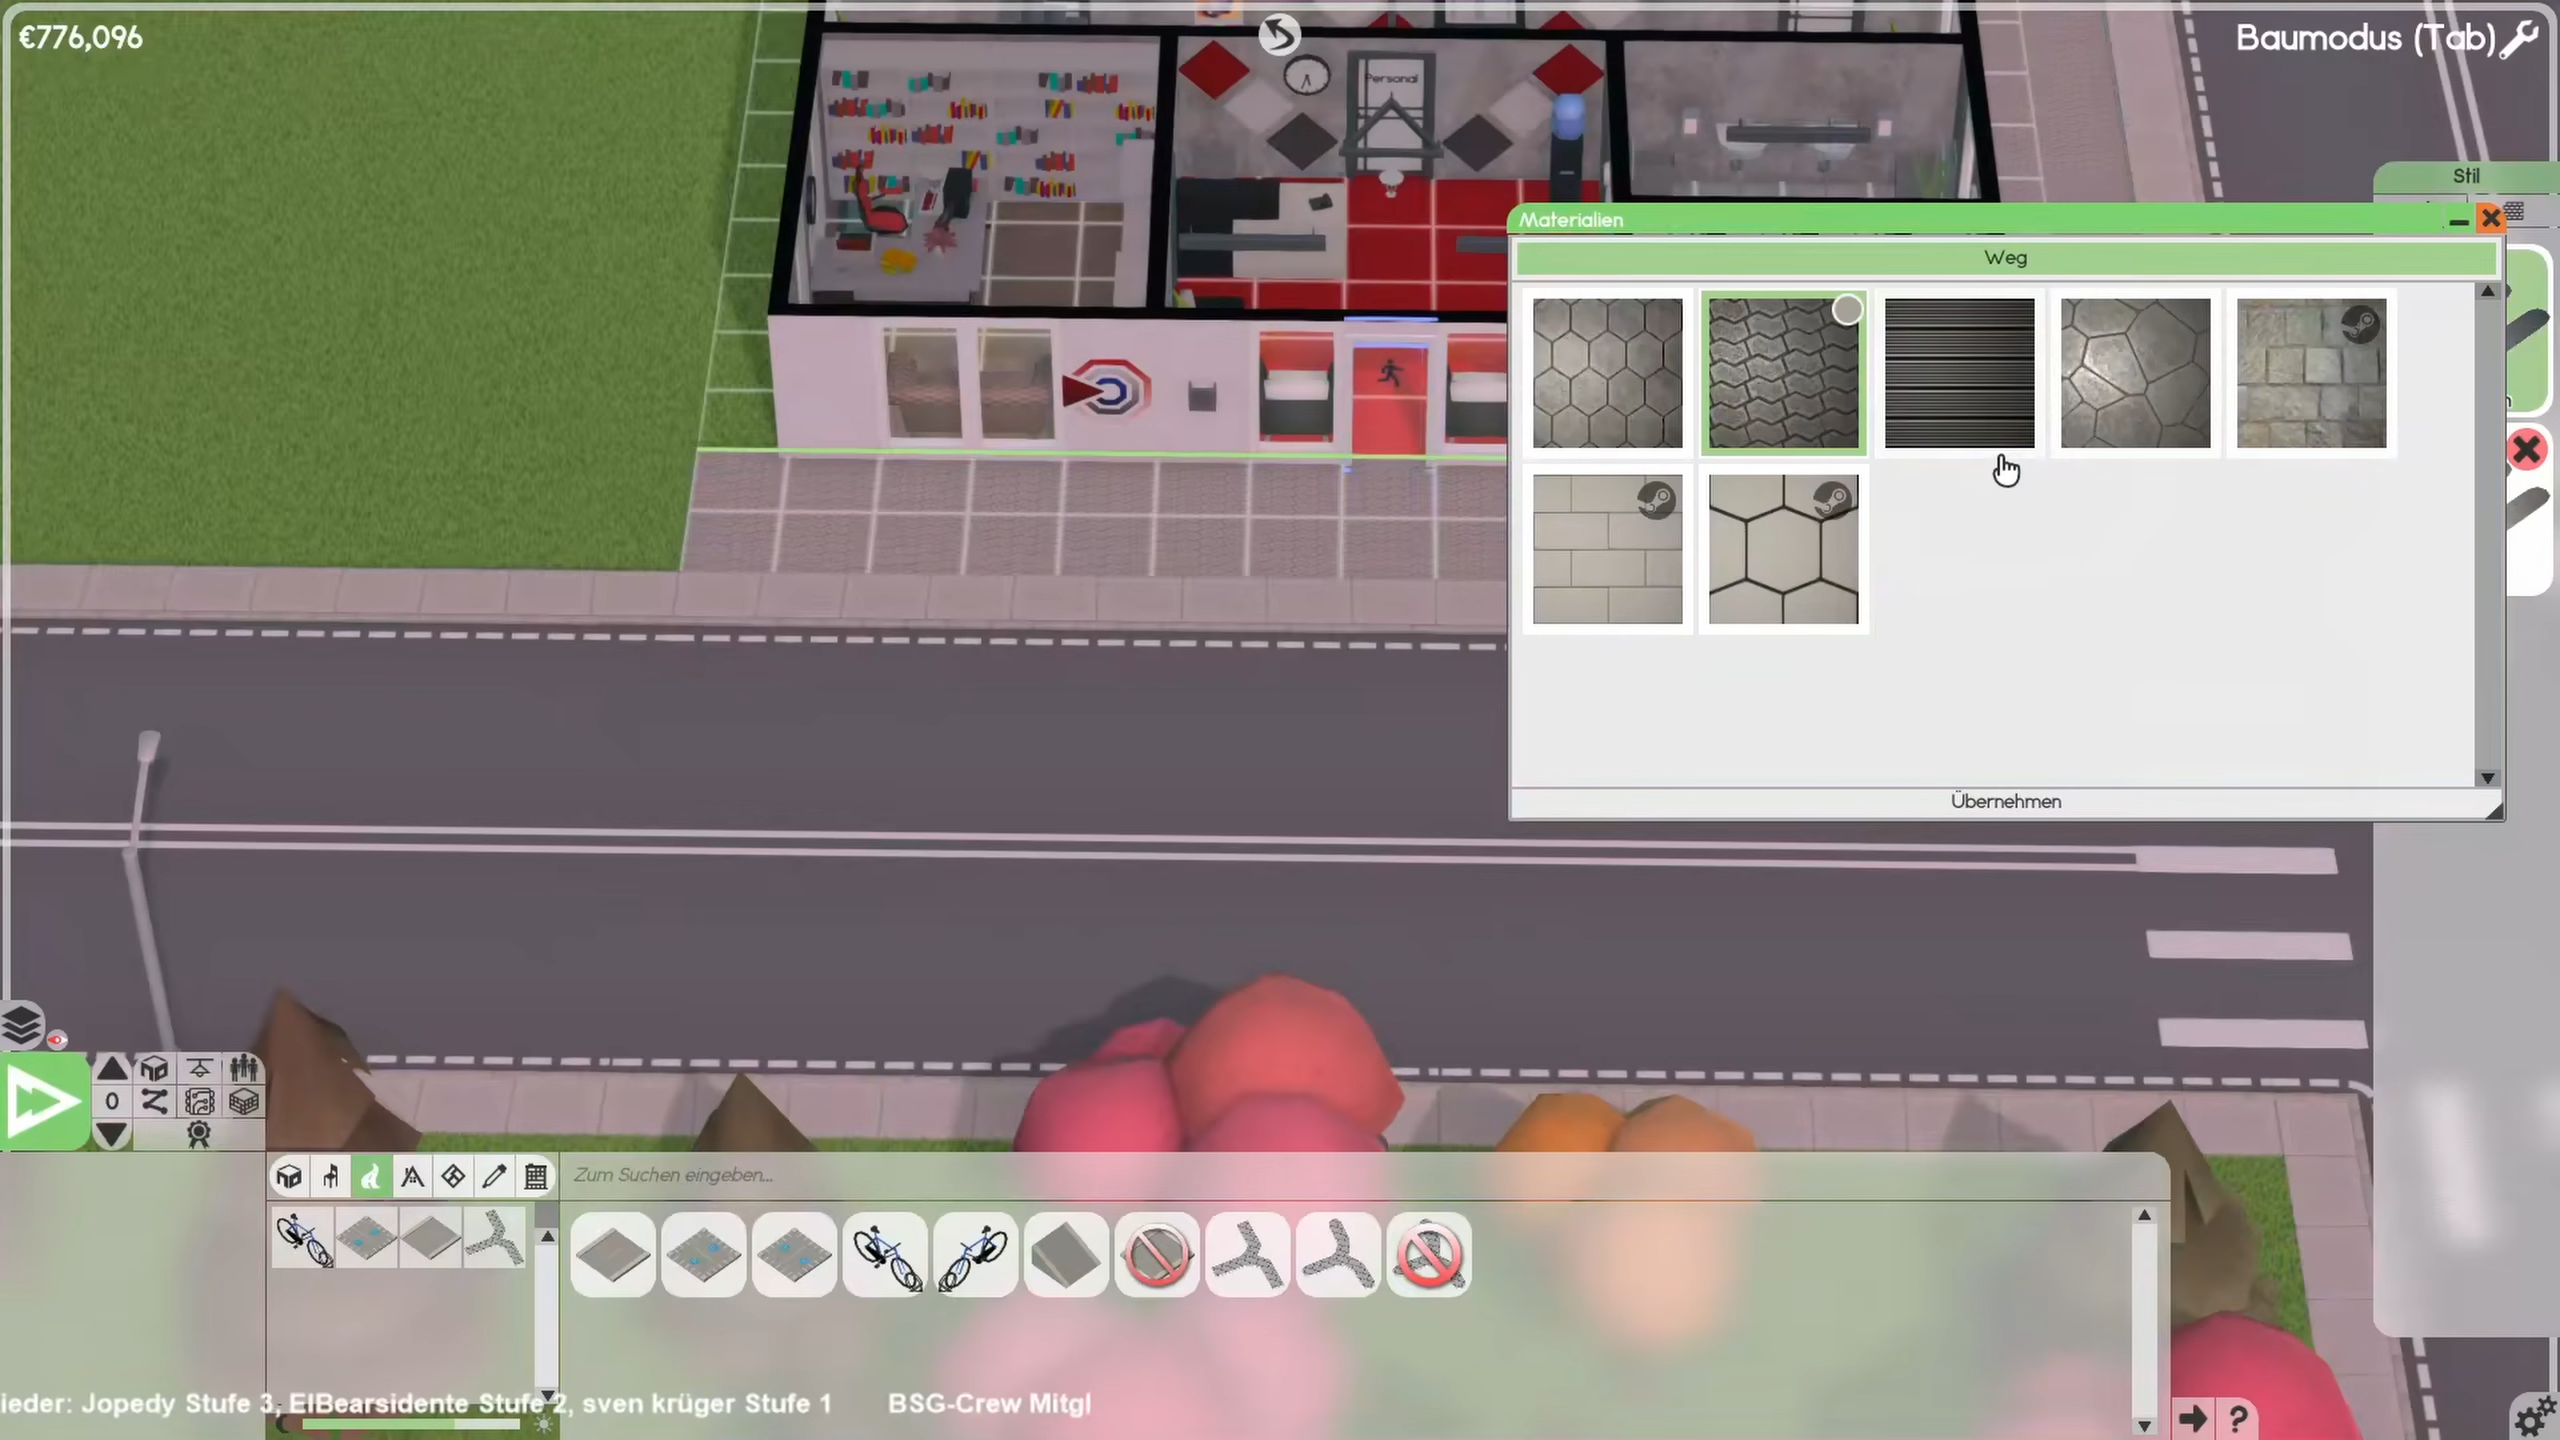 €776,096
Baumodus (Tab)
Personal
Stil
Materialien
Weg
Übernehmen
0
Zum Suchen eingeben...
ieder: Jopedy Stufe 3, ElBearsidente Stufe 2, sven krüger Stufe 1 BSG-Crew Mitgl
?